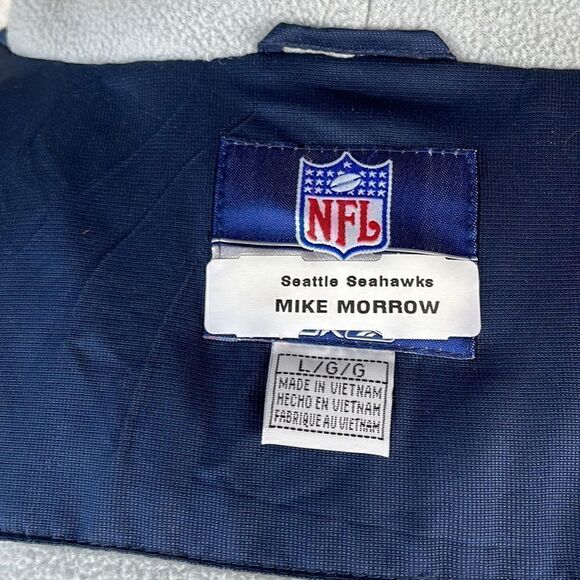 NFL
Seattle Seahawks
MIKE MORROW
L/G/G
MADE IN VIETNAM
HECHO EN VIETNAM
FABRIQUE AU VIETNAM